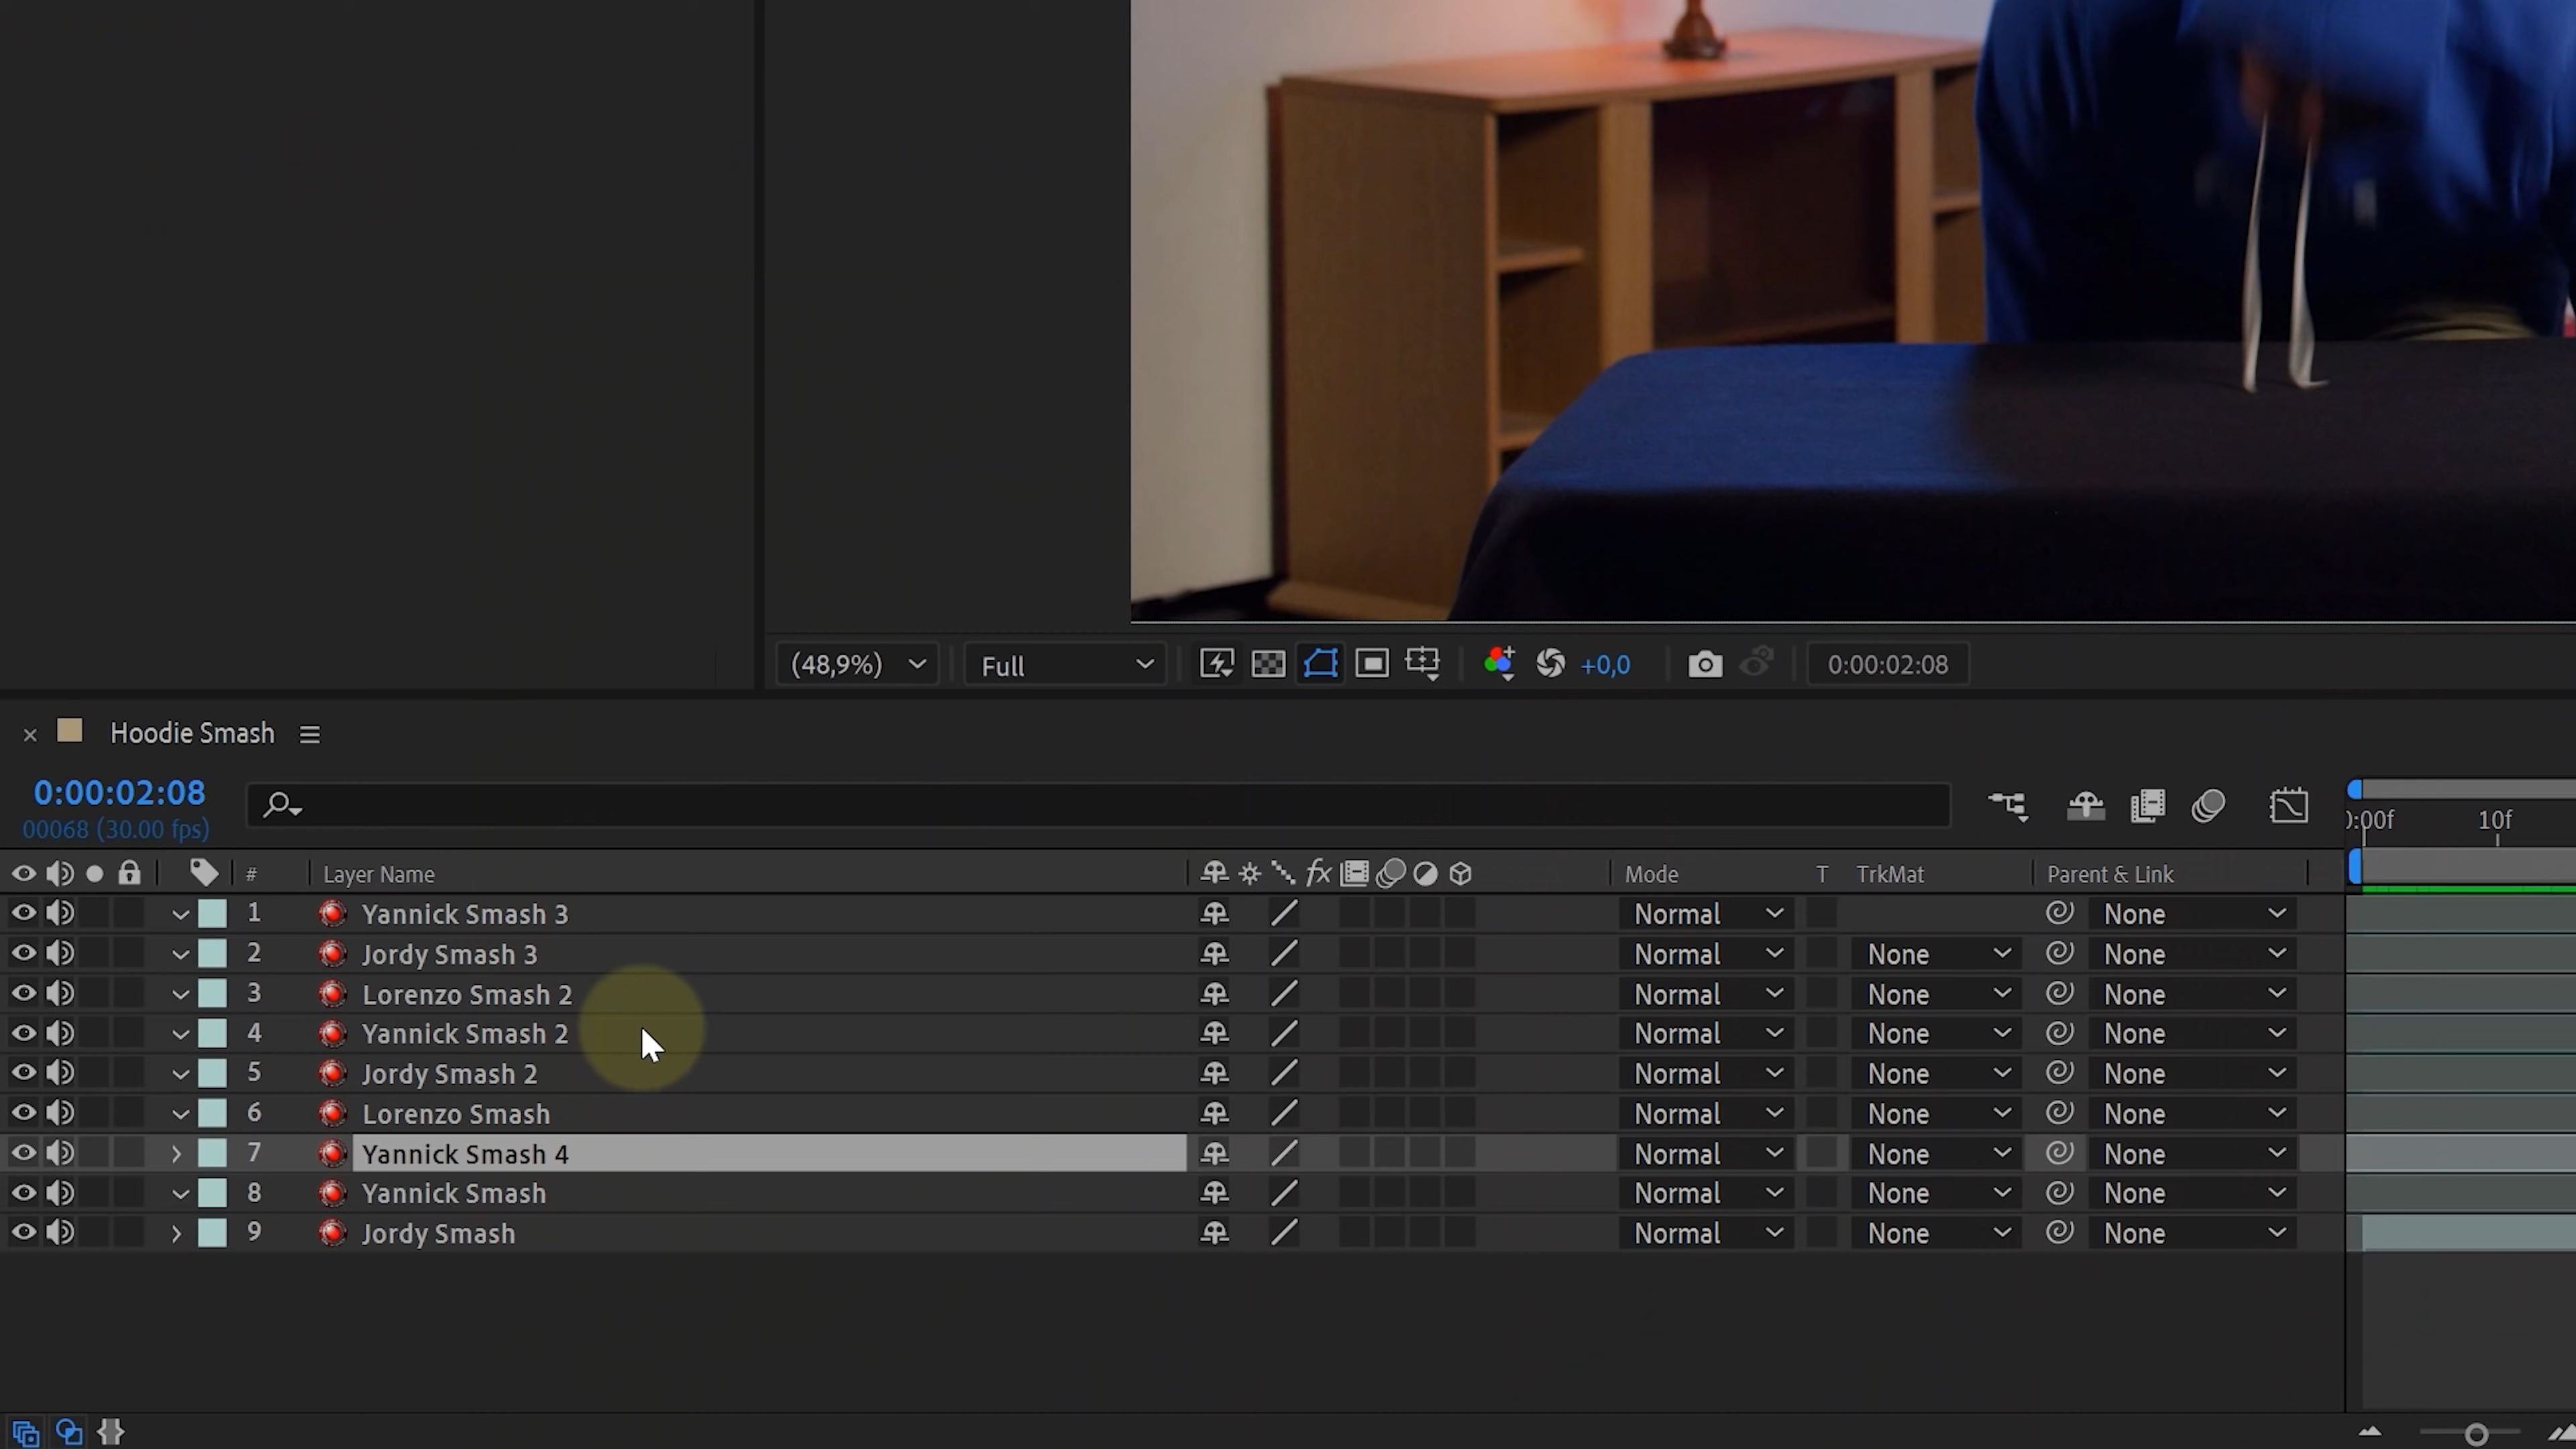 (48,9%) Full +0,0 0:00:02:08
Hoodie Smash
0:00:02:08
00068 (30.00 fps)
0:00f 10f
# Layer Name fx Mode T TrkMat Parent & Link
1 Yannick Smash 3 Normal None
2 Jordy Smash 3 Normal None None
3 Lorenzo Smash 2 Normal None None
4 Yannick Smash 2 Normal None None
5 Jordy Smash 2 Normal None None
6 Lorenzo Smash Normal None None
7 Yannick Smash 4 Normal None None
8 Yannick Smash Normal None None
9 Jordy Smash Normal None None